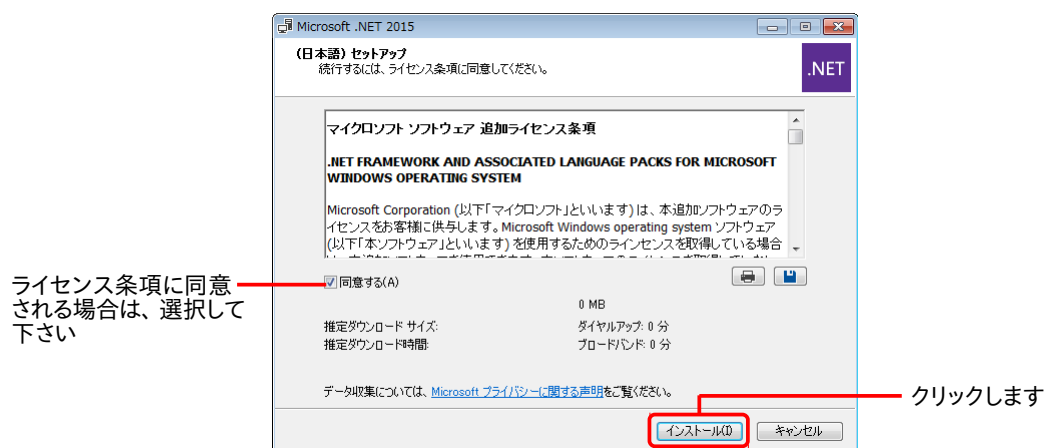 Microsoft .NET 2015
(日本語) セットアップ
続行するには、ライセンス条項に同意してください。
.NET
マイクロソフト ソフトウェア 追加ライセンス条項
.NET FRAMEWORK AND ASSOCIATED LANGUAGE PACKS FOR MICROSOFT
WINDOWS OPERATING SYSTEM
Microsoft Corporation (以下「マイクロソフト」といいます) は、本追加ソフトウェアのラ
イセンスをお客様に供与します。Microsoft Windows operating system ソフトウェア
(以下「本ソフトウェア」といいます) を使用するためのラインセンスを取得している場合
ライセンス条項に同意
される場合は、選択して
下さい
同意する(A)
0 MB
推定ダウンロード サイズ: ダイヤルアップ: 0 分
推定ダウンロード時間: ブロードバンド: 0 分
データ収集については、Microsoft プライバシーに関する声明をご覧ください。
クリックします
インストール(I) キャンセル